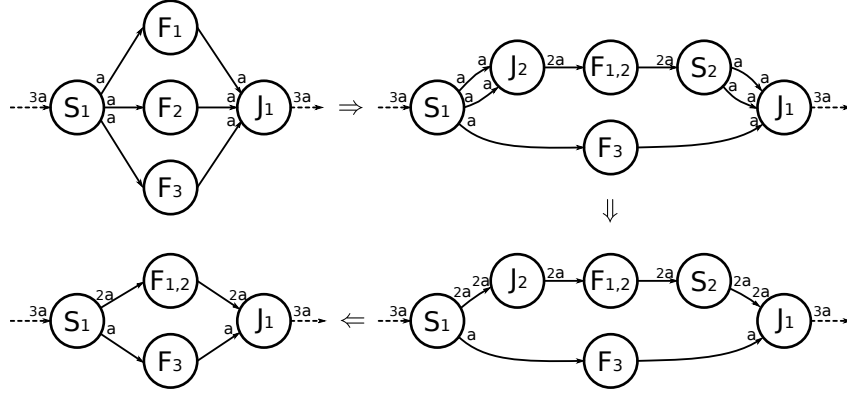 F1
a a
3a S1 a a F2 a a J1 3a
a a
F3
⇒
a J2 2a F1,2 2a S2 a
3a S1 a a a a J1 3a
a F3 a
⇓
2a J2 2a F1,2 2a S2 2a
3a S1 2a 2a J1 3a
a F3 a
⇐
F1,2
3a S1 2a 2a J1 3a
a a
F3